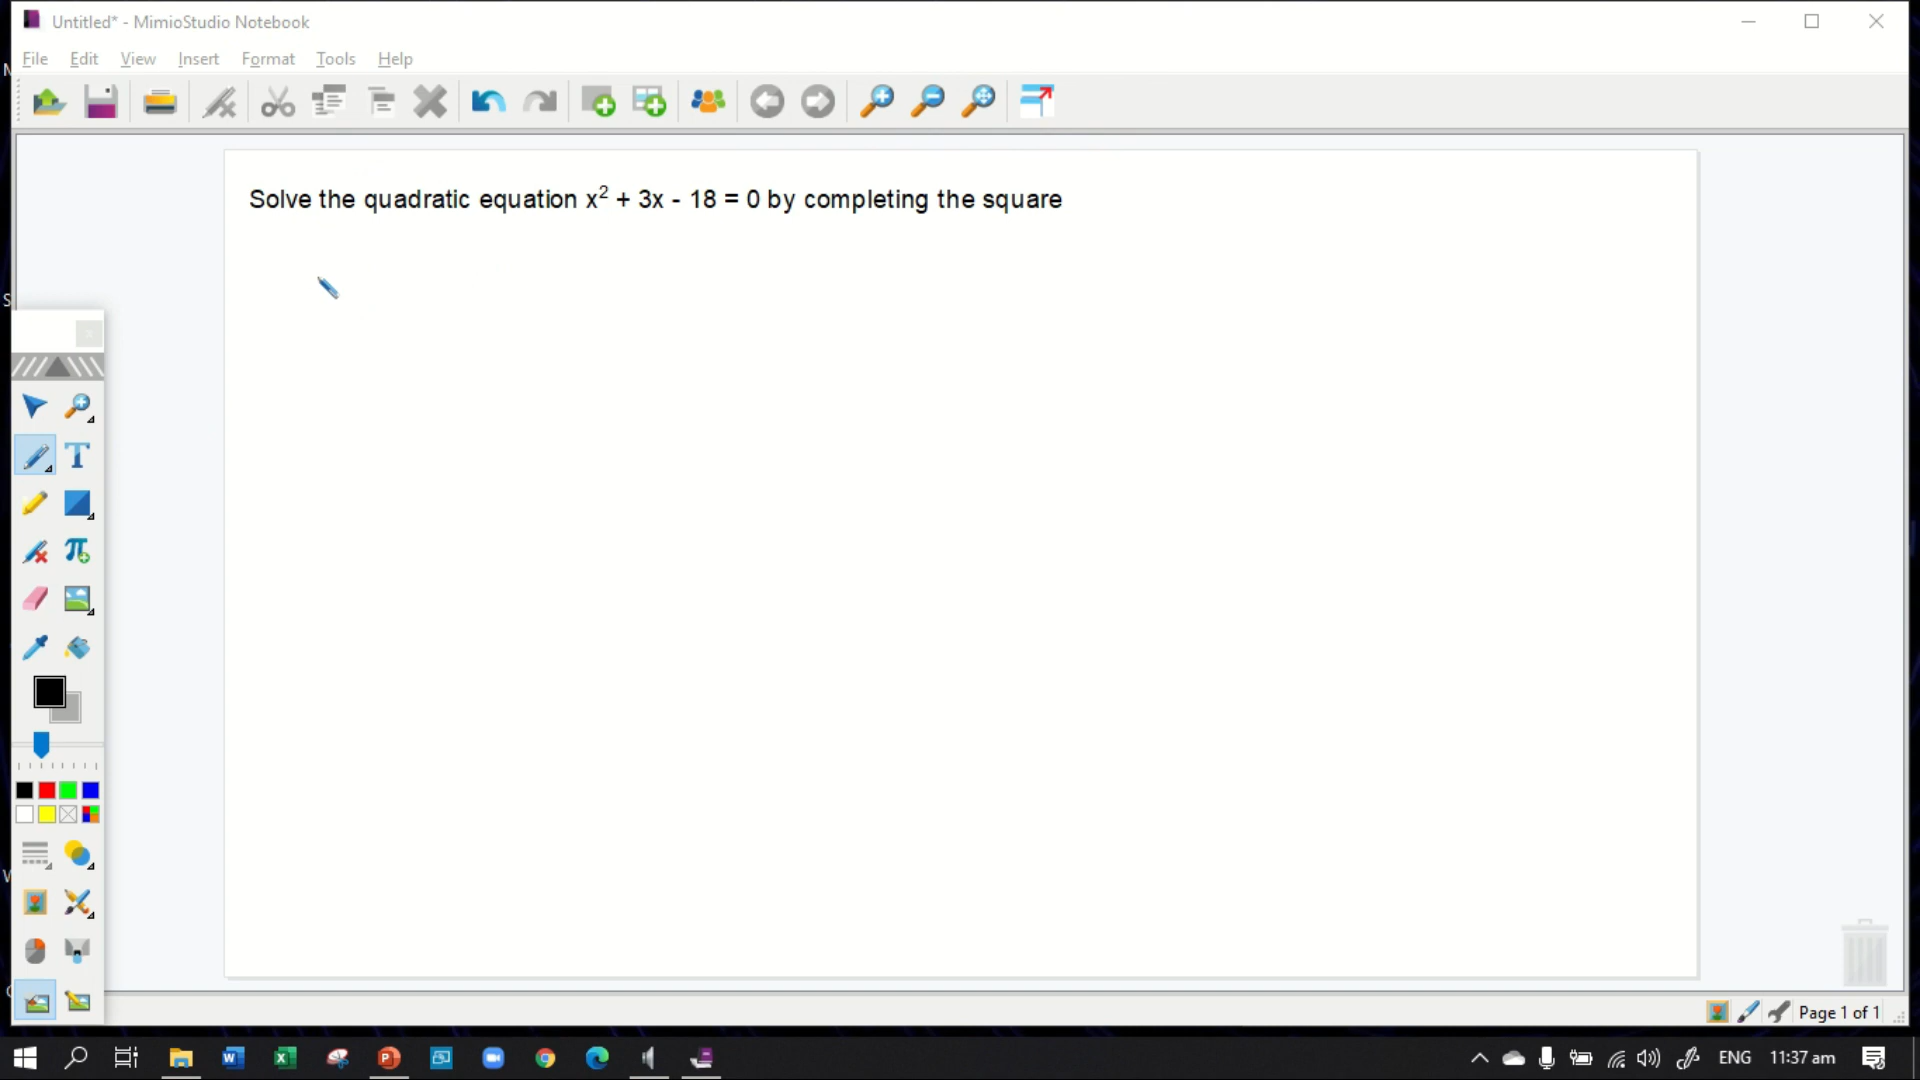 Untitled* - MimioStudio Notebook
File Edit View Insert Format Tools Help
Solve the quadratic equation x² + 3x - 18 = 0 by completing the square
Page 1 of 1
ENG 11:37 am